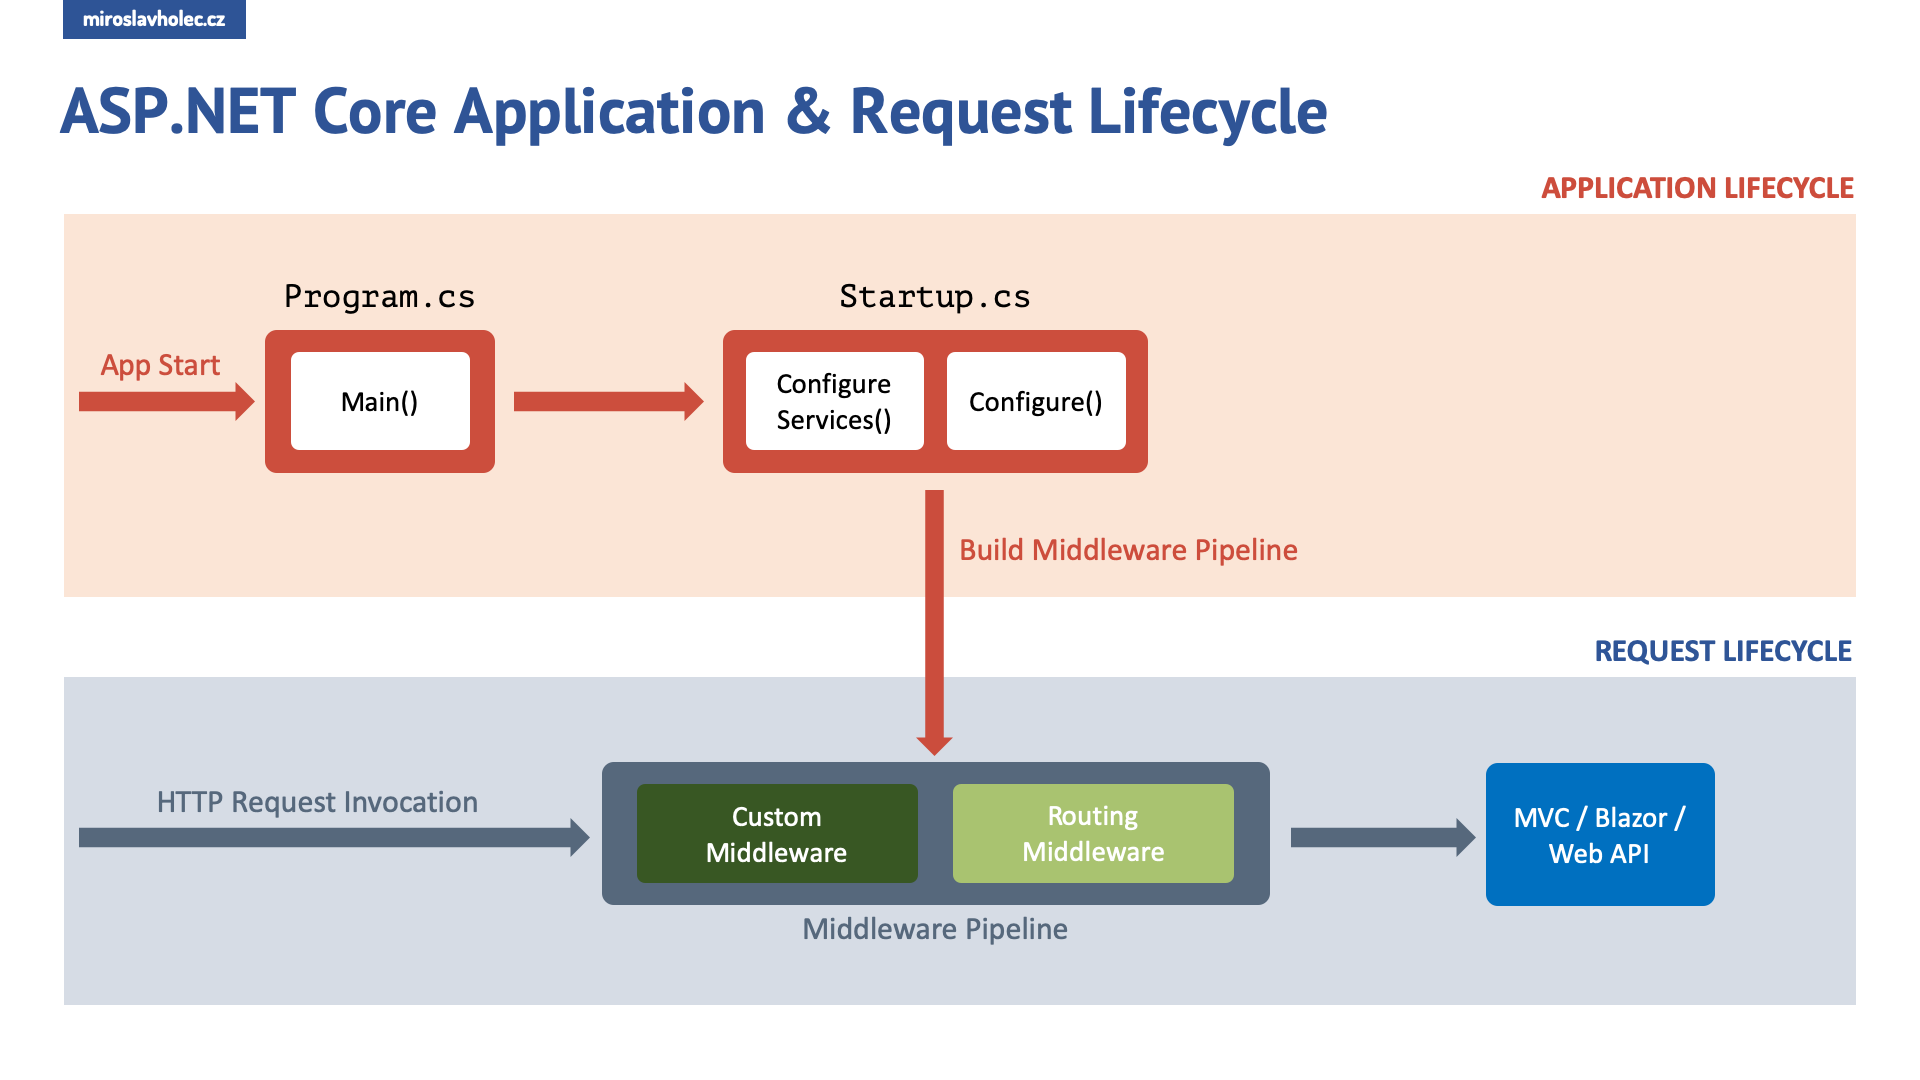 miroslavholec.cz
ASP.NET Core Application & Request Lifecycle
APPLICATION LIFECYCLE
Program.cs
Startup.cs
App Start
Main()
Configure
Services()
Configure()
Build Middleware Pipeline
REQUEST LIFECYCLE
HTTP Request Invocation
Custom
Middleware
Routing
Middleware
MVC / Blazor /
Web API
Middleware Pipeline